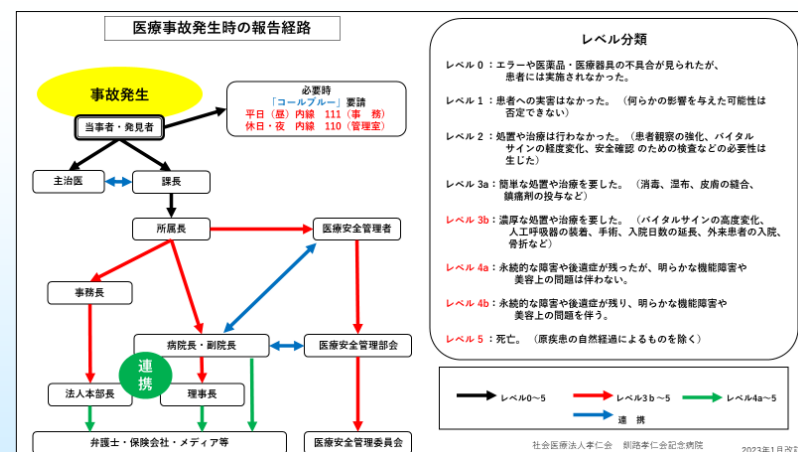 医療事故発生時の報告経路
事故発生
当事者・発見者
必要時
「コールブルー」要請
平日（昼）内線 111（事　務）
休日・夜　内線 110（管理室）
主治医
課長
所属長
医療安全管理者
事務長
病院長・副院長
医療安全管理部会
連携
法人本部長
理事長
弁護士・保険会社・メディア等
医療安全管理委員会
レベル分類
レベル 0：エラーや医薬品・医療器具の不具合が見られたが、
患者には実施されなかった。
レベル 1：患者への実害はなかった。（何らかの影響を与えた可能性は
否定できない）
レベル 2：処置や治療は行わなかった。（患者観察の強化、バイタル
サインの軽度変化、安全確認 のための検査などの必要性は
生じた）
レベル 3a：簡単な処置や治療を要した。（消毒、湿布、皮膚の縫合、
鎮痛剤の投与など）
レベル 3b：濃厚な処置や治療を要した。（バイタルサインの高度変化、
人工呼吸器の装着、手術、入院日数の延長、外来患者の入院、
骨折など）
レベル 4a：永続的な障害や後遺症が残ったが、明らかな機能障害や
美容上の問題は伴わない。
レベル 4b：永続的な障害や後遺症が残り、明らかな機能障害や
美容上の問題を伴う。
レベル 5：死亡。（原疾患の自然経過によるものを除く）
レベル0～5
レベル3ｂ～5
レベル4a～5
連　携
社会医療法人孝仁会　釧路孝仁会記念病院
2023年1月改訂